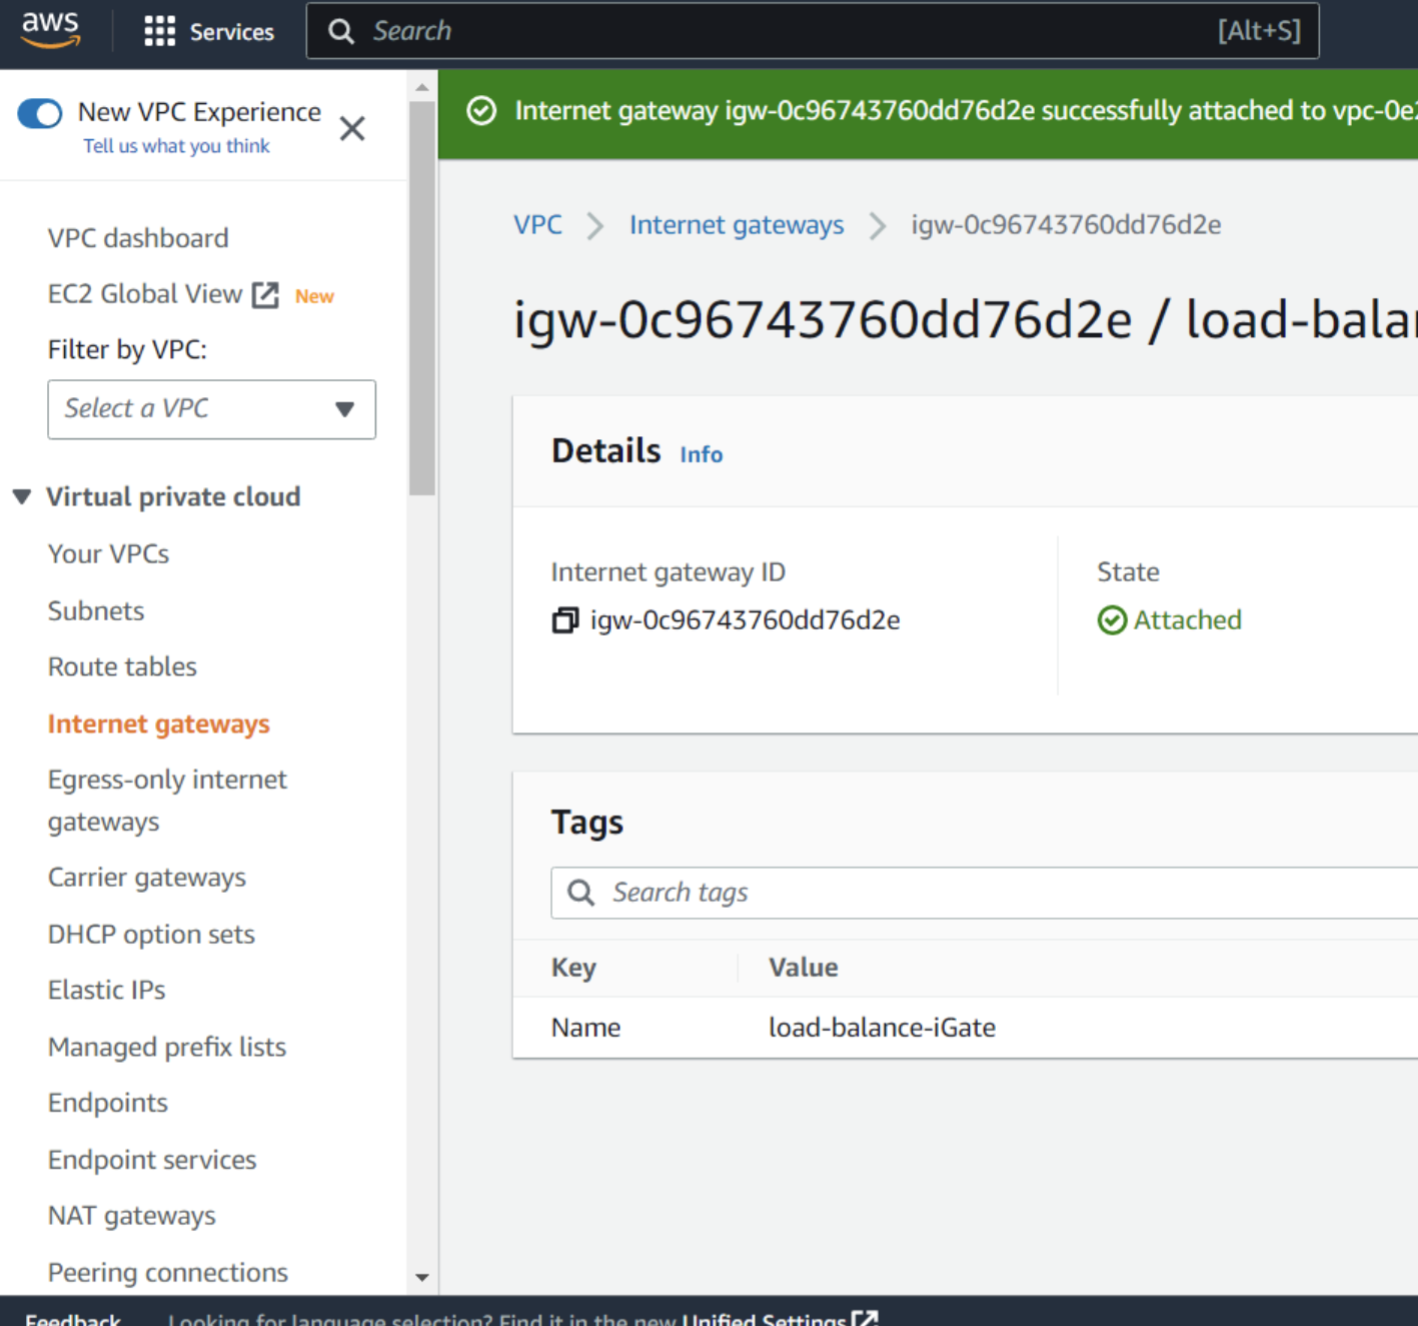 aws
Services
Search
[Alt+S]
New VPC Experience
Tell us what you think
VPC dashboard
EC2 Global View New
Filter by VPC:
Select a VPC
Virtual private cloud
Your VPCs
Subnets
Route tables
Internet gateways
Egress-only internet
gateways
Carrier gateways
DHCP option sets
Elastic IPs
Managed prefix lists
Endpoints
Endpoint services
NAT gateways
Peering connections
Internet gateway igw-0c96743760dd76d2e successfully attached to vpc-0e
VPC > Internet gateways > igw-0c96743760dd76d2e
igw-0c96743760dd76d2e / load-bala
Details Info
Internet gateway ID
igw-0c96743760dd76d2e
State
Attached
Tags
Search tags
Key Value
Name load-balance-iGate
Feedback Looking for language selection? Find it in the new Unified Settings